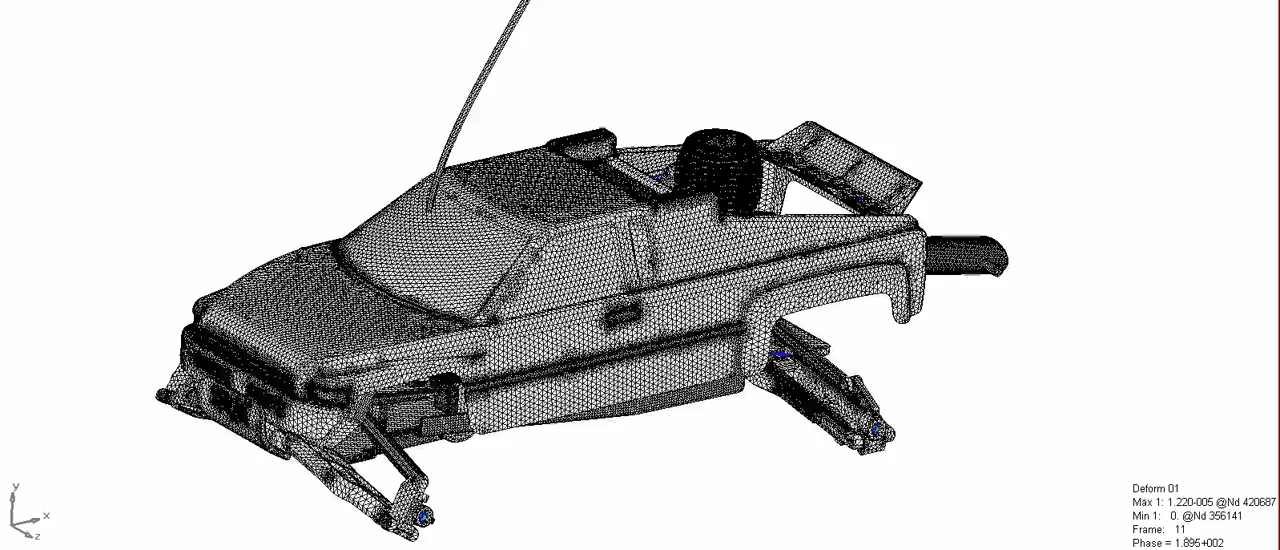 Y
X
Z
Deform 01
Máx 1: 1.220-005 @Nd 420687
Min 1: 0. @Nd 356141
Frame: 11
Phase = 1.895+002